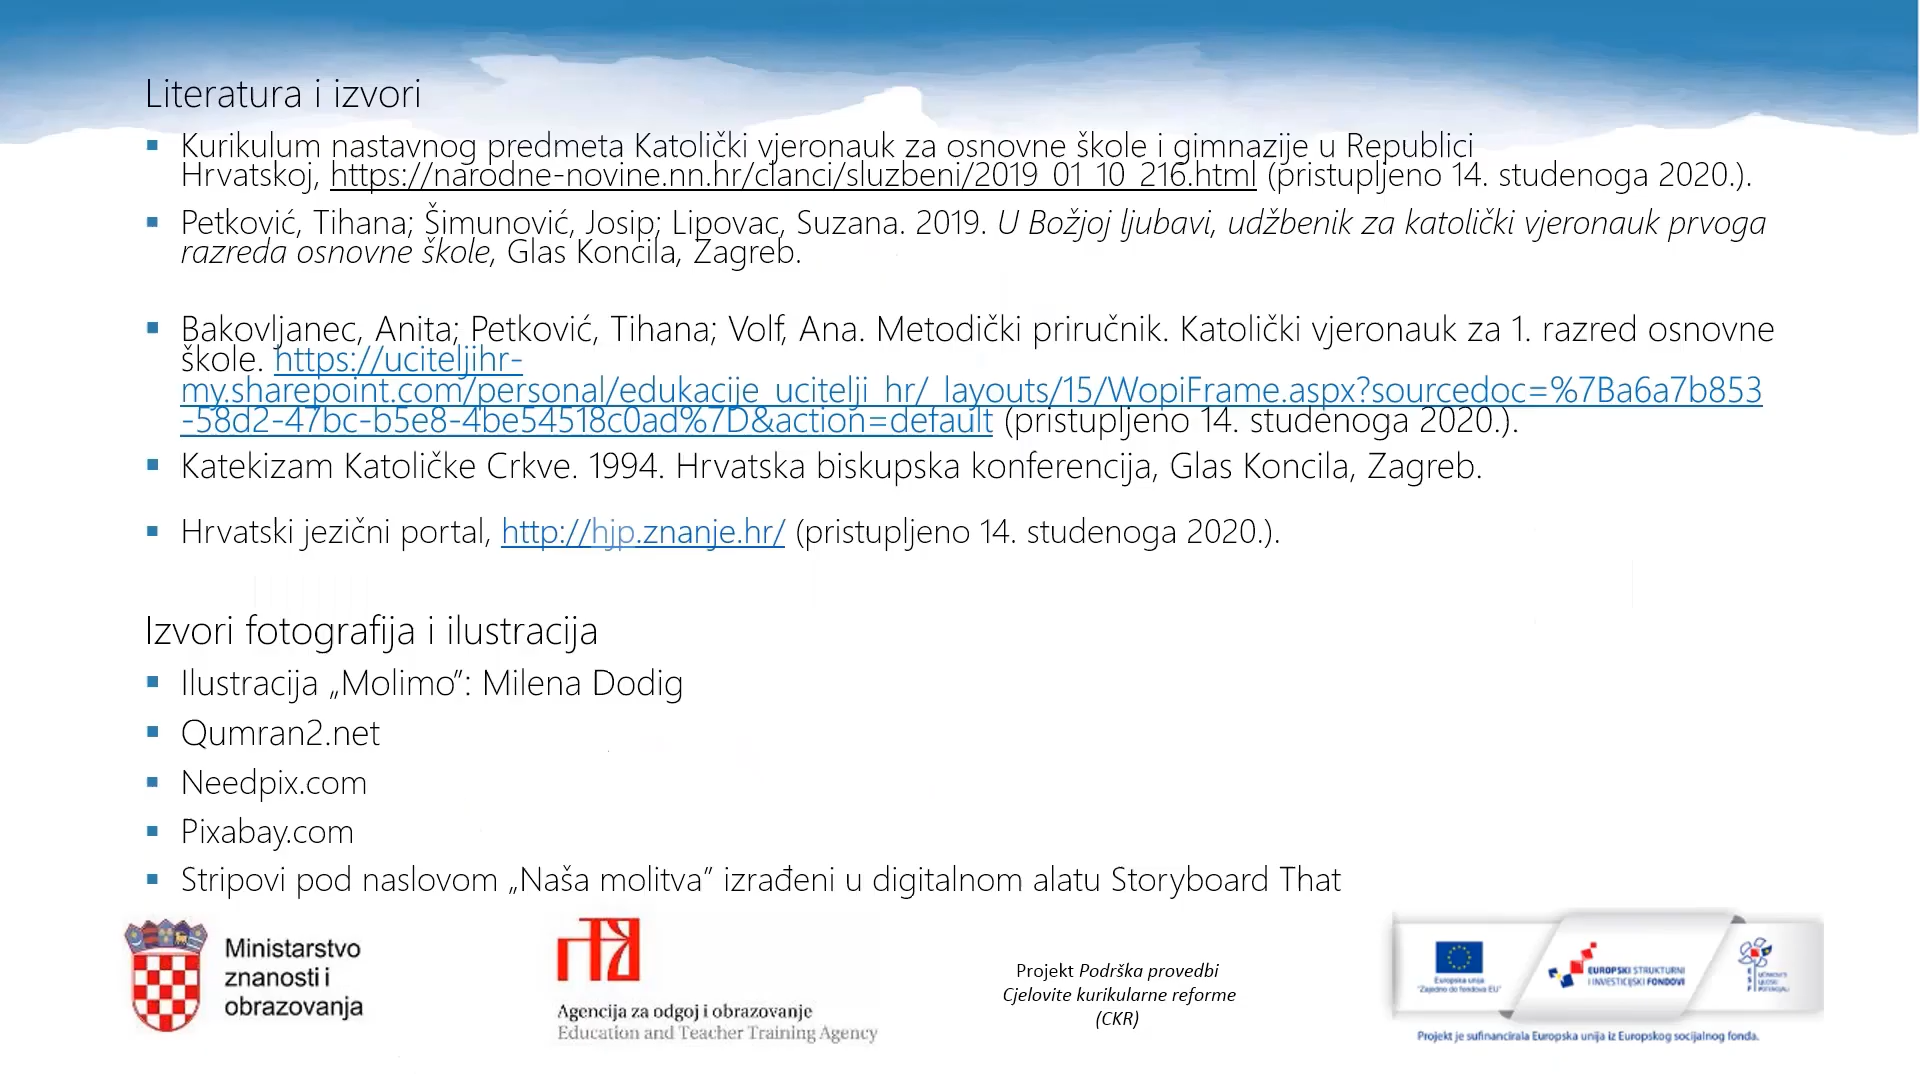 Literatura i izvori
Kurikulum nastavnog predmeta Katolički vjeronauk za osnovne škole i gimnazije u Republici
Hrvatskoj, https://narodne-novine.nn.hr/clanci/sluzbeni/2019_01_10_216.html (pristupljeno 14. studenoga 2020.).
Petković, Tihana; Šimunović, Josip; Lipovac, Suzana. 2019. U Božjoj ljubavi, udžbenik za katolički vjeronauk prvoga
razreda osnovne škole, Glas Koncila, Zagreb.
Bakovljanec, Anita; Petković, Tihana; Volf, Ana. Metodički priručnik. Katolički vjeronauk za 1. razred osnovne
škole. https://uciteljihr-
my.sharepoint.com/personal/edukacije_ucitelji_hr/_layouts/15/WopiFrame.aspx?sourcedoc=%7Ba6a7b853
-58d2-47bc-b5e8-4be54518c0ad%7D&action=default (pristupljeno 14. studenoga 2020.).
Katekizam Katoličke Crkve. 1994. Hrvatska biskupska konferencija, Glas Koncila, Zagreb.
Hrvatski jezični portal, http://hjp.znanje.hr/ (pristupljeno 14. studenoga 2020.).
Izvori fotografija i ilustracija
Ilustracija „Molimo”: Milena Dodig
Qumran2.net
Needpix.com
Pixabay.com
Stripovi pod naslovom „Naša molitva” izrađeni u digitalnom alatu Storyboard That
Ministarstvo
znanosti i
obrazovanja
Agencija za odgoj i obrazovanje
Education and Teacher Training Agency
Projekt Podrška provedbi
Cjelovite kurikularne reforme
(CKR)
Europska unija
"Zajedno do fondova EU"
EUROPSKI STRUKTURNI
I INVESTICIJSKI FONDOVI
Projekt je sufinancirala Europska unija iz Europskog socijalnog fonda.